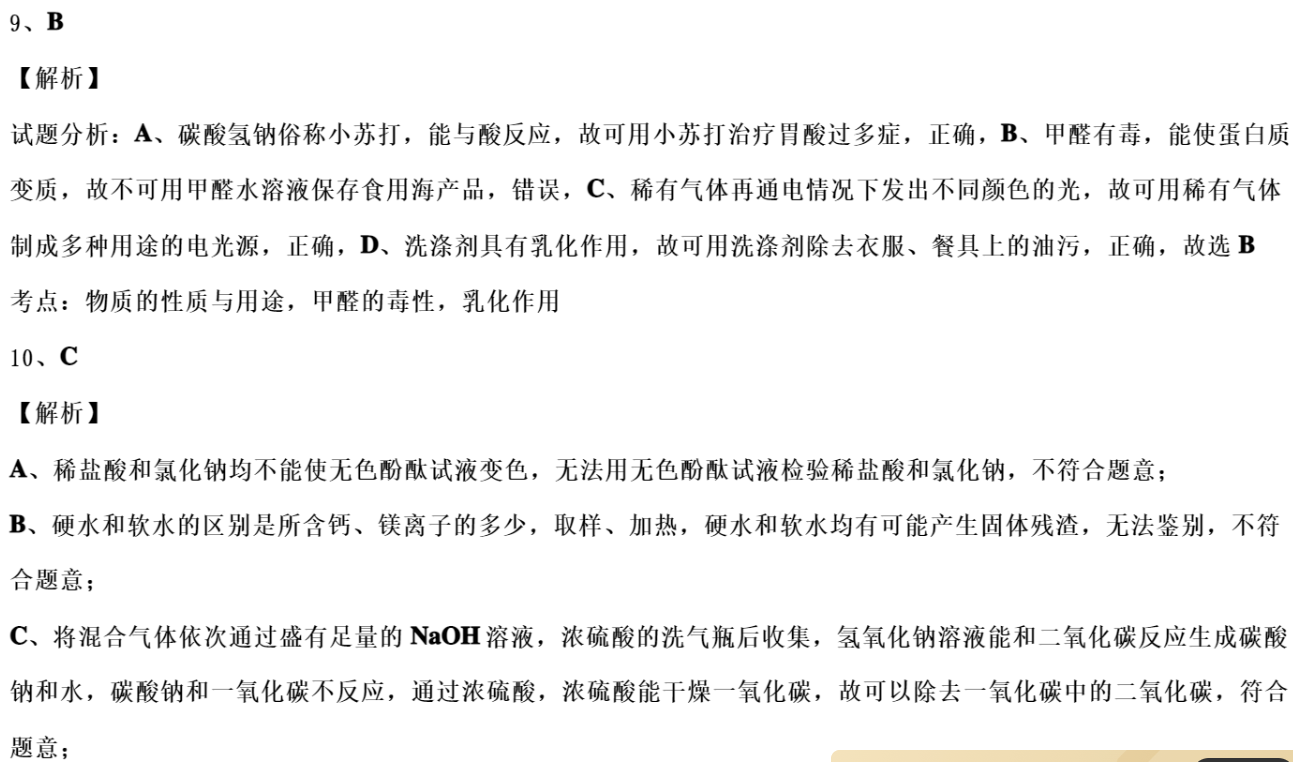 9、B
【解析】
试题分析：A、碳酸氢钠俗称小苏打，能与酸反应，故可用小苏打治疗胃酸过多症，正确，B、甲醛有毒，能使蛋白质
变质，故不可用甲醛水溶液保存食用海产品，错误，C、稀有气体再通电情况下发出不同颜色的光，故可用稀有气体
制成多种用途的电光源，正确，D、洗涤剂具有乳化作用，故可用洗涤剂除去衣服、餐具上的油污，正确，故选 B
考点：物质的性质与用途，甲醛的毒性，乳化作用
10、C
【解析】
A、稀盐酸和氯化钠均不能使无色酚酞试液变色，无法用无色酚酞试液检验稀盐酸和氯化钠，不符合题意；
B、硬水和软水的区别是所含钙、镁离子的多少，取样、加热，硬水和软水均有可能产生固体残渣，无法鉴别，不符
合题意；
C、将混合气体依次通过盛有足量的 NaOH 溶液，浓硫酸的洗气瓶后收集，氢氧化钠溶液能和二氧化碳反应生成碳酸
钠和水，碳酸钠和一氧化碳不反应，通过浓硫酸，浓硫酸能干燥一氧化碳，故可以除去一氧化碳中的二氧化碳，符合
题意；